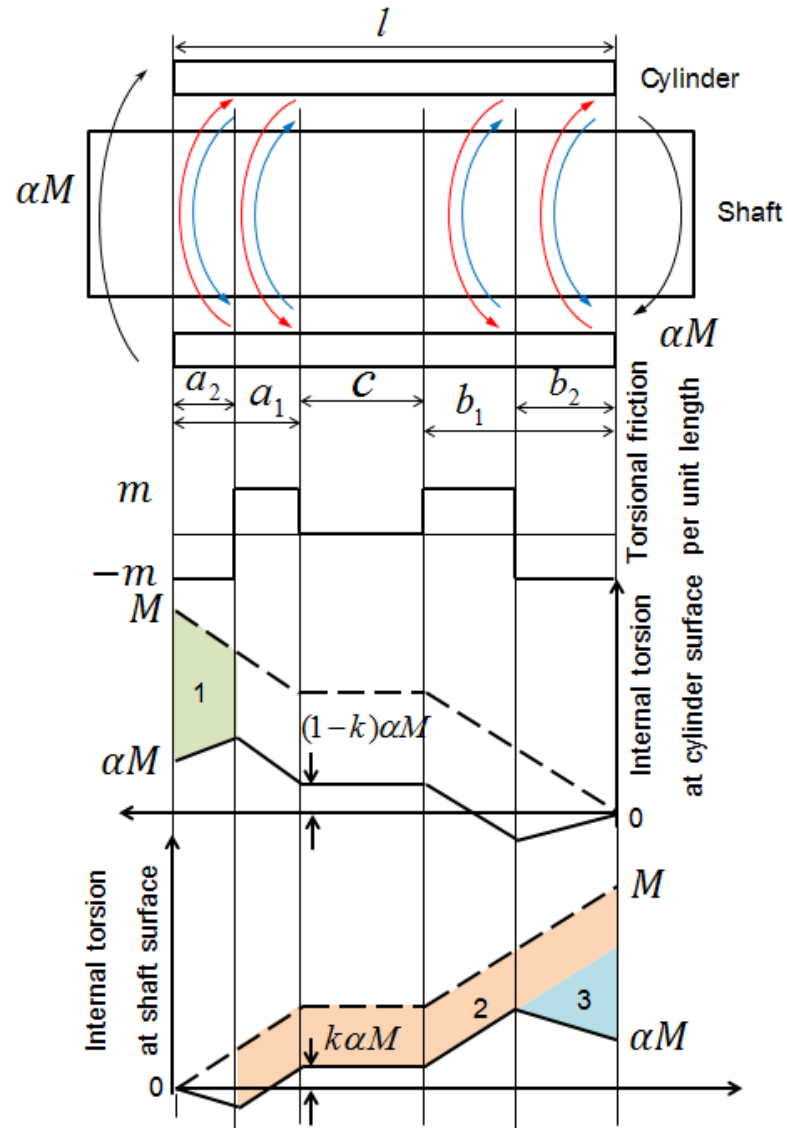 l
Cylinder
αM
Shaft
αM
a₂
a₁
c
b₁
b₂
Torsional friction
per unit length
m
−m
M
1
(1−k)αM
αM
Internal torsion
at cylinder surface
0
Internal torsion
at shaft surface
M
2
3
kαM
αM
0